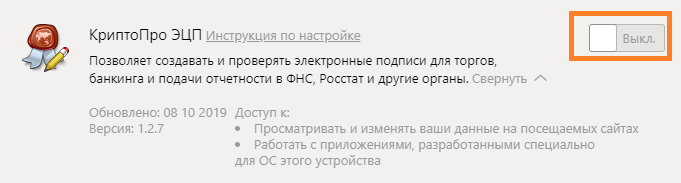 КриптоПро ЭЦП Инструкция по настройке
Выкл.
Позволяет создавать и проверять электронные подписи для торгов,
банкинга и подачи отчетности в ФНС, Росстат и другие органы. Свернуть
Обновлено: 08 10 2019
Версия: 1.2.7
Доступ к:
• Просматривать и изменять ваши данные на посещаемых сайтах
• Работать с приложениями, разработанными специально
для ОС этого устройства